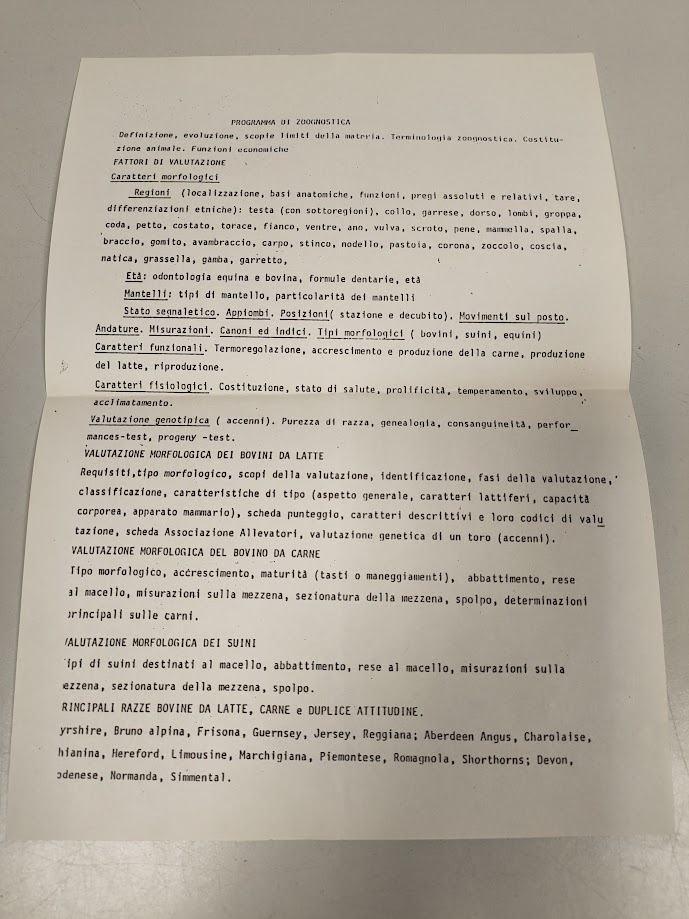 PROGRAMMA DI ZOOGNOSTICA
Definizione, evoluzione, scopie limiti della materia. Terminologia zoognostica. Costitu-
zione animale. Funzioni economiche
FATTORI DI VALUTAZIONE
Caratteri morfologici
Regioni (localizzazione, basi anatomiche, funzioni, pregi assoluti e relativi, tare,
differenziazioni etniche): testa (con sottoregioni), collo, garrese, dorso, lombi, groppa,
coda, petto, costato, torace, fianco, ventre, ano, vulva, scroto, pene, mammella, spalla,
braccio, gomito, avambraccio, carpo, stinco, nodello, pastoia, corona, zoccolo, coscia,
natica, grassella, gamba, garretto,
Età: odontologia equina e bovina, formule dentarie, età
Mantelli: tipi di mantello, particolarità dei mantelli
Stato segnaletico. Appiombi. Posizioni( stazione e decubito). Movimenti sul posto.
Andature. Misurazioni. Canoni ed indici. Tipi morfologici ( bovini, suini, equini)
Caratteri funzionali. Termoregolazione, accrescimento e produzione della carne, produzione
del latte, riproduzione.
Caratteri fisiologici. Costituzione, stato di salute, prolificità, temperamento, sviluppo,
acclimatamento.
Valutazione genotipica ( accenni). Purezza di razza, genealogia, consanguineità, perfor_
mances-test, progeny -test.
VALUTAZIONE MORFOLOGICA DEI BOVINI DA LATTE
Requisiti,tipo morfologico, scopi della valutazione, identificazione, fasi della valutazione,
classificazione, caratteristiche di tipo (aspetto generale, caratteri lattiferi, capacità
corporea, apparato mammario), scheda punteggio, caratteri descrittivi e loro codici di valu
tazione, scheda Associazione Allevatori, valutazione genetica di un toro (accenni).
VALUTAZIONE MORFOLOGICA DEL BOVINO DA CARNE
Tipo morfologico, accrescimento, maturità (tasti o maneggiamenti), abbattimento, rese
al macello, misurazioni sulla mezzena, sezionatura della mezzena, spolpo, determinazioni
principali sulle carni.
VALUTAZIONE MORFOLOGICA DEI SUINI
ipi di suini destinati al macello, abbattimento, rese al macello, misurazioni sulla
ezzena, sezionatura della mezzena, spolpo.
RINCIPALI RAZZE BOVINE DA LATTE, CARNE e DUPLICE ATTITUDINE.
yrshire, Bruno alpina, Frisona, Guernsey, Jersey, Reggiana; Aberdeen Angus, Charolaise,
hianina, Hereford, Limousine, Marchigiana, Piemontese, Romagnola, Shorthorns; Devon,
odenese, Normanda, Simmental.